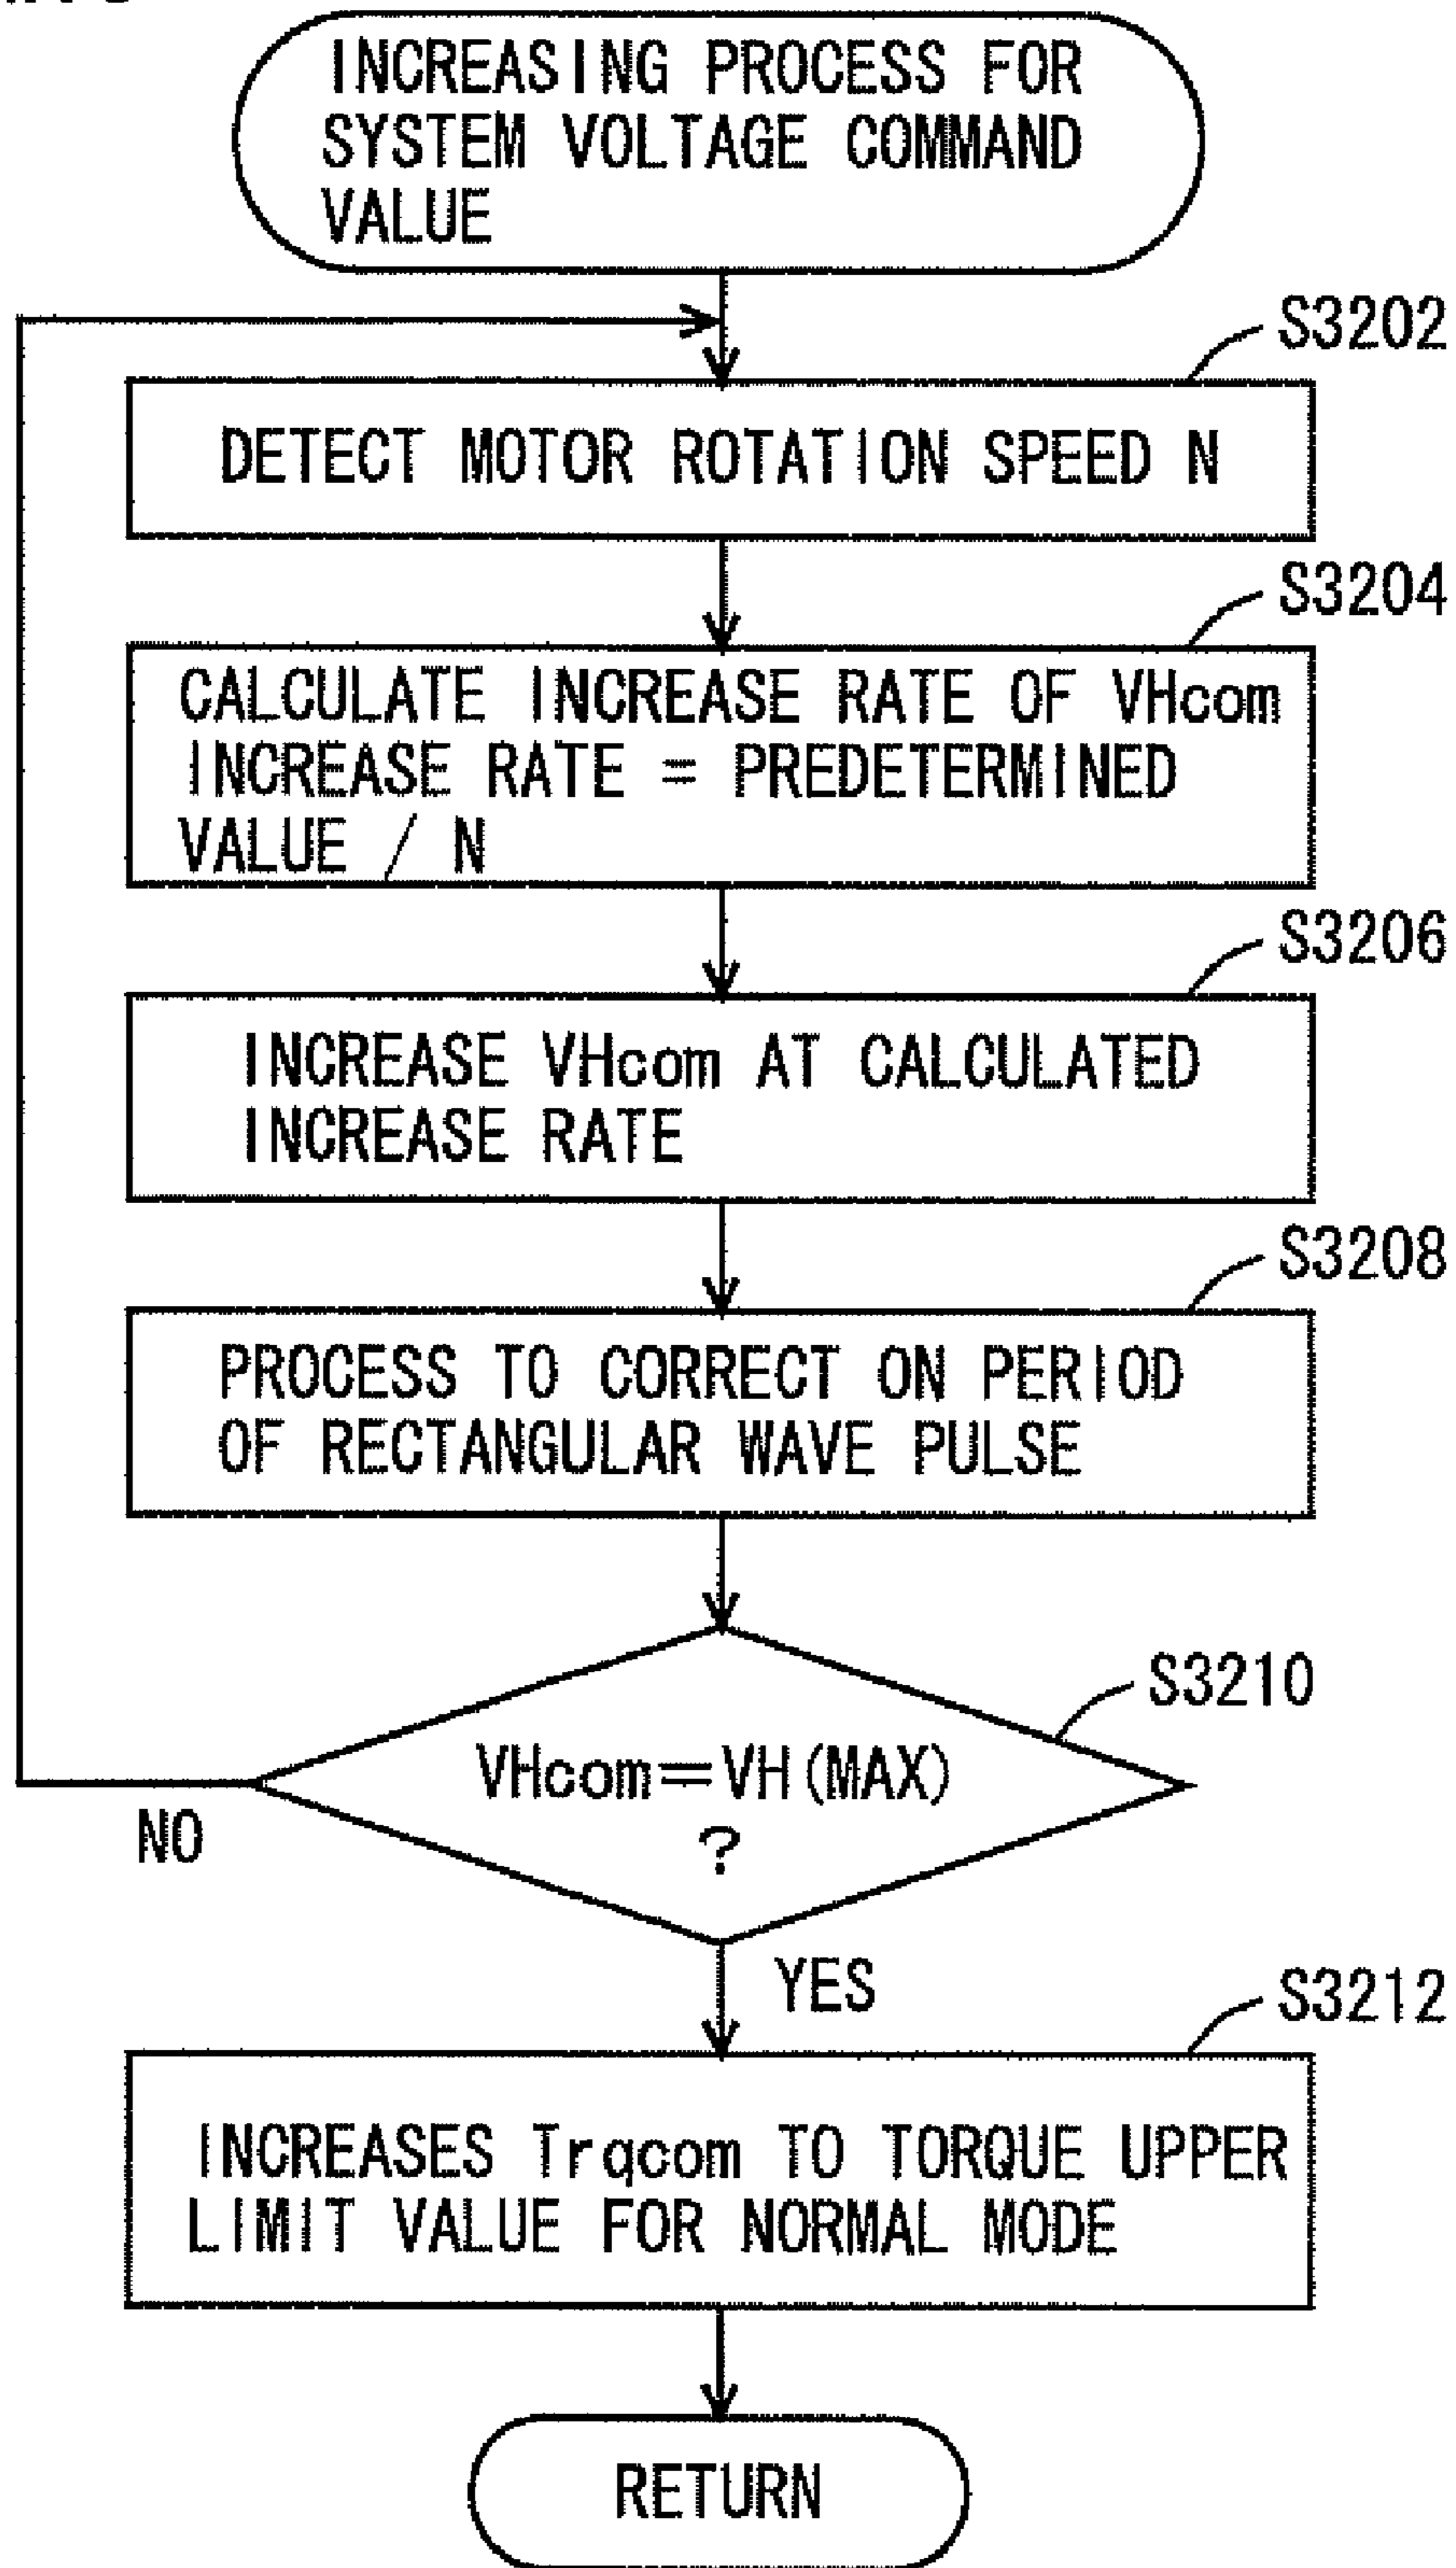 INCREASING PROCESS FOR
SYSTEM VOLTAGE COMMAND
VALUE
S3202
DETECT MOTOR ROTATION SPEED N
S3204
CALCULATE INCREASE RATE OF VHcom
INCREASE RATE = PREDETERMINED
VALUE / N
S3206
INCREASE VHcom AT CALCULATED
INCREASE RATE
S3208
PROCESS TO CORRECT ON PERIOD
OF RECTANGULAR WAVE PULSE
S3210
VHcom=VH(MAX)
?
NO
YES
S3212
INCREASES Trqcom TO TORQUE UPPER
LIMIT VALUE FOR NORMAL MODE
RETURN